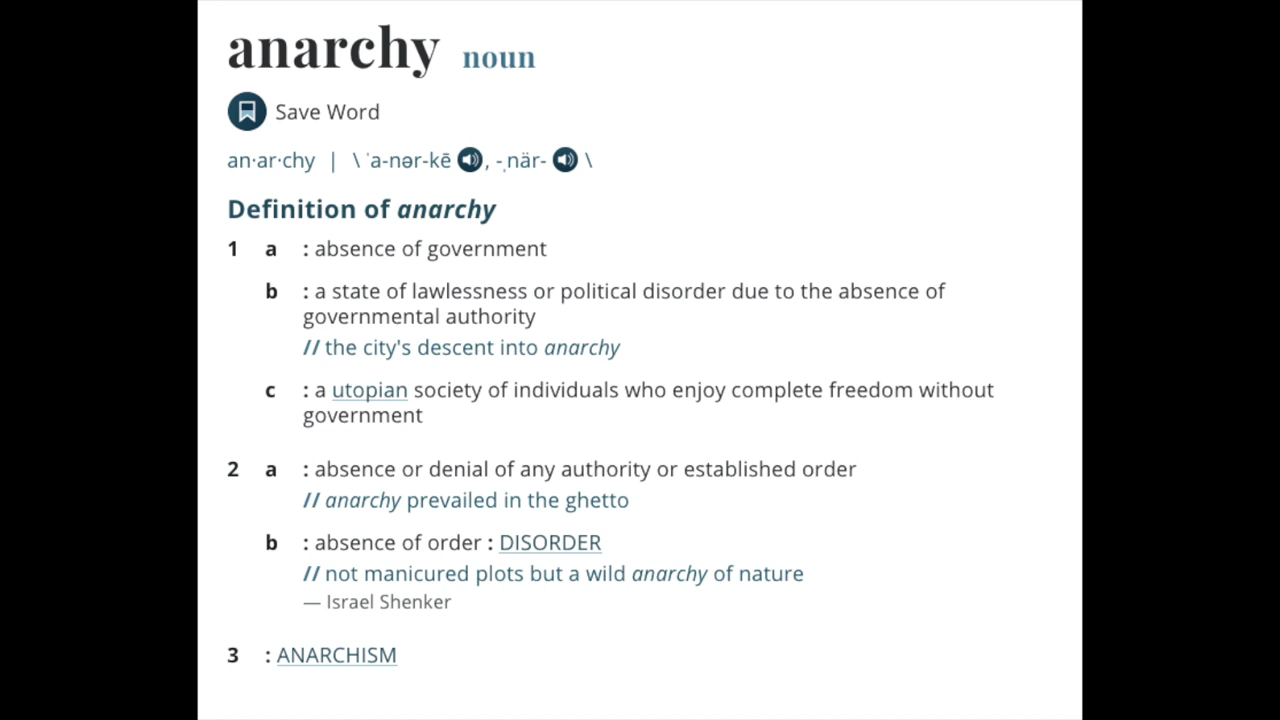 anarchy noun
Save Word
an·ar·chy | \ ˈa-nər-kē , -ˌnär- \
Definition of anarchy
1 a : absence of government
b : a state of lawlessness or political disorder due to the absence of
governmental authority
// the city's descent into anarchy
c : a utopian society of individuals who enjoy complete freedom without
government
2 a : absence or denial of any authority or established order
// anarchy prevailed in the ghetto
b : absence of order : DISORDER
// not manicured plots but a wild anarchy of nature
— Israel Shenker
3 : ANARCHISM